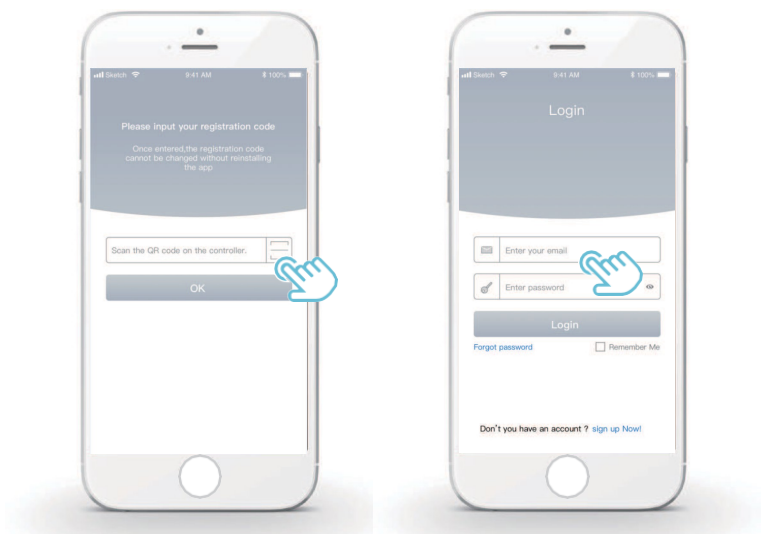 Sketch 9:41 AM 100%
Please input your registration code
Once entered,the registration code
cannot be changed without reinstalling
the app
Scan the QR code on the controller.
OK
Sketch 9:41 AM 100%
Login
Enter your email
Enter password
Login
Forgot password Remember Me
Don't you have an account ? sign up Now!